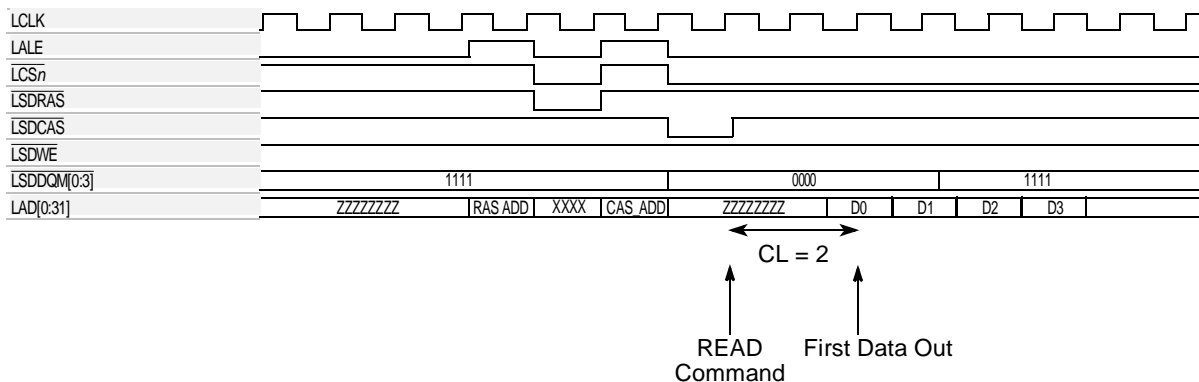 LCLK
LALE
LCSn
LSDRAS
LSDCAS
LSDWE
LSDDQM[0:3] 1111 0000 1111
LAD[0:31] ZZZZZZZZ RAS ADD XXXX CAS_ADD ZZZZZZZZ D0 D1 D2 D3
CL = 2
READ First Data Out
Command